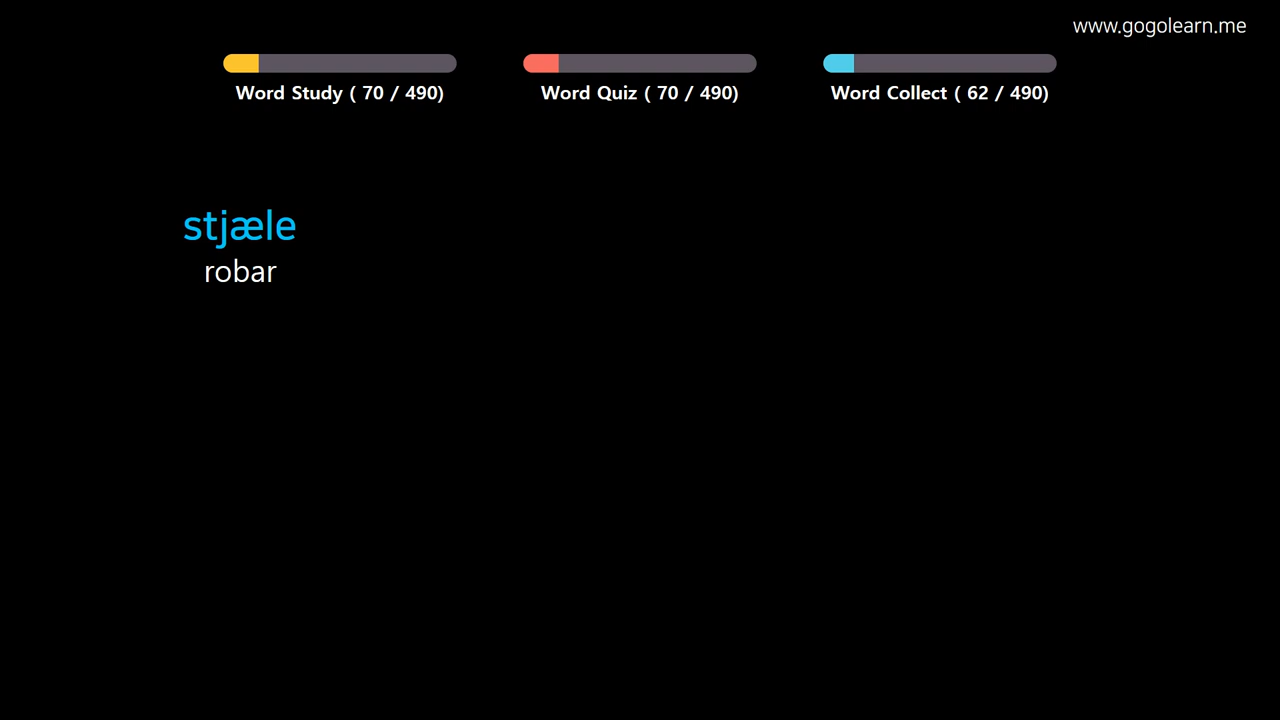 www.gogolearn.me
Word Study ( 70 / 490)
Word Quiz ( 70 / 490)
Word Collect ( 62 / 490)
stjæle
robar